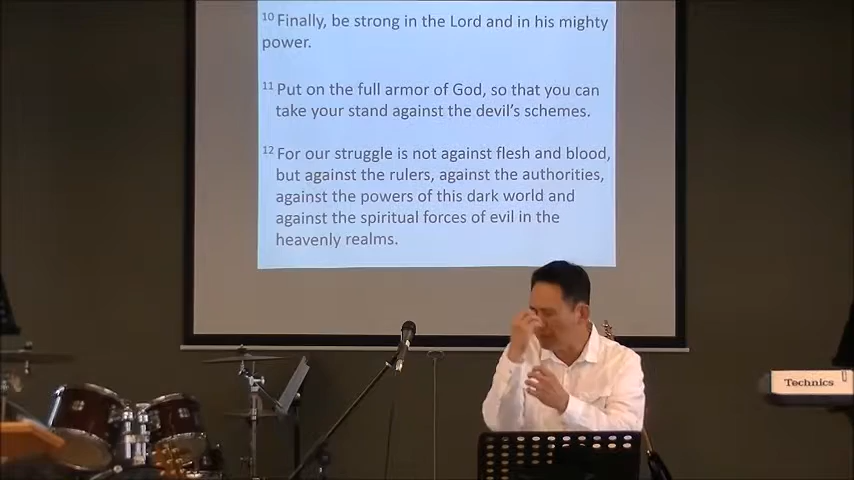 10 Finally, be strong in the Lord and in his mighty
power.
11 Put on the full armor of God, so that you can
take your stand against the devil's schemes.
12 For our struggle is not against flesh and blood,
but against the rulers, against the authorities,
against the powers of this dark world and
against the spiritual forces of evil in the
heavenly realms.
Technics